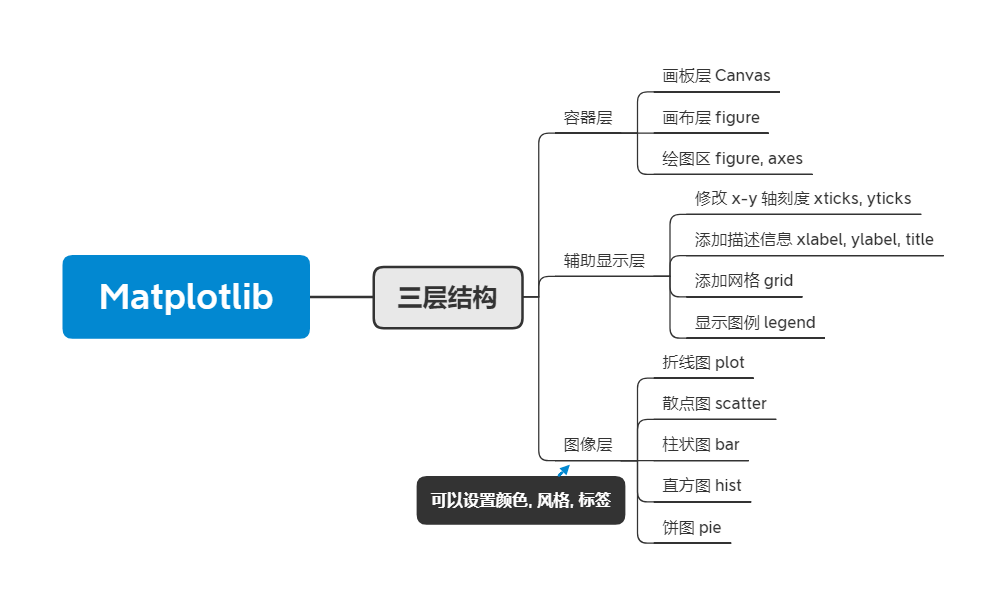 Matplotlib
三层结构
容器层
画板层 Canvas
画布层 figure
绘图区 figure, axes
辅助显示层
修改 x-y 轴刻度 xticks, yticks
添加描述信息 xlabel, ylabel, title
添加网格 grid
显示图例 legend
图像层
可以设置颜色, 风格, 标签
折线图 plot
散点图 scatter
柱状图 bar
直方图 hist
饼图 pie